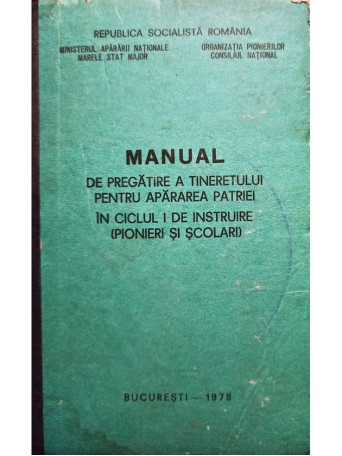 REPUBLICA SOCIALISTĂ ROMÂNIA
MINISTERUL APĂRĂRII NAȚIONALE
MARELE STAT MAJOR
ORGANIZAȚIA PIONIERILOR
CONSILIUL NAȚIONAL
MANUAL
DE PREGĂTIRE A TINERETULUI
PENTRU APĂRAREA PATRIEI
ÎN CICLUL I DE INSTRUIRE
(PIONIERI ȘI ȘCOLARI)
BUCUREȘTI — 1978